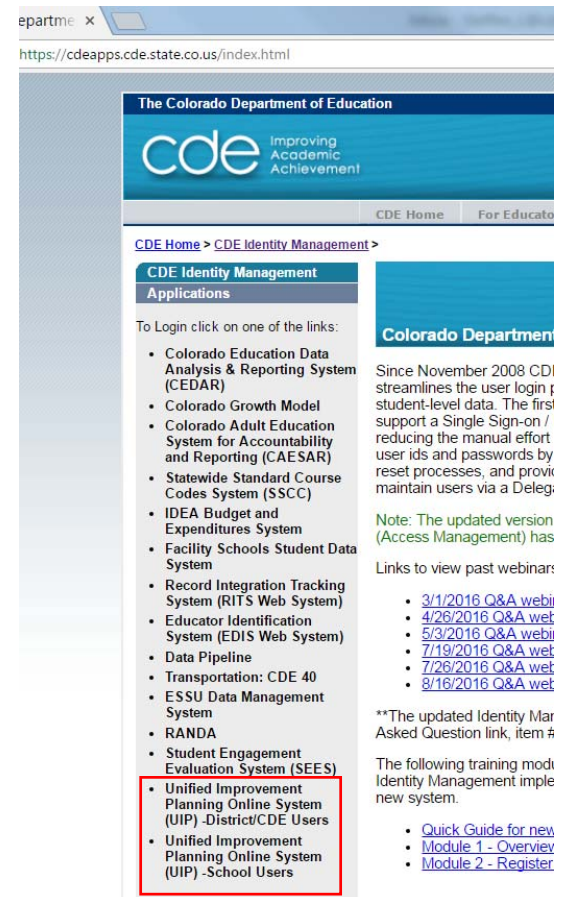 epartme ×
https://cdeapps.cde.state.co.us/index.html
The Colorado Department of Education
cde Improving
Academic
Achievement
CDE Home For Educato
CDE Home > CDE Identity Management >
CDE Identity Management
Applications
To Login click on one of the links:
• Colorado Education Data
Analysis & Reporting System
(CEDAR)
• Colorado Growth Model
• Colorado Adult Education
System for Accountability
and Reporting (CAESAR)
• Statewide Standard Course
Codes System (SSCC)
• IDEA Budget and
Expenditures System
• Facility Schools Student Data
System
• Record Integration Tracking
System (RITS Web System)
• Educator Identification
System (EDIS Web System)
• Data Pipeline
• Transportation: CDE 40
• ESSU Data Management
System
• RANDA
• Student Engagement
Evaluation System (SEES)
• Unified Improvement
Planning Online System
(UIP) -District/CDE Users
• Unified Improvement
Planning Online System
(UIP) -School Users
Colorado Department
Since November 2008 CDE
streamlines the user login p
student-level data. The first
support a Single Sign-on /
reducing the manual effort
user ids and passwords by
reset processes, and provid
maintain users via a Delega
Note: The updated version
(Access Management) has
Links to view past webinars
• 3/1/2016 Q&A webin
• 4/26/2016 Q&A web
• 5/3/2016 Q&A webin
• 7/19/2016 Q&A web
• 7/26/2016 Q&A web
• 8/16/2016 Q&A web
**The updated Identity Mar
Asked Question link, item #
The following training modu
Identity Management imple
new system.
• Quick Guide for new
• Module 1 - Overview
• Module 2 - Register